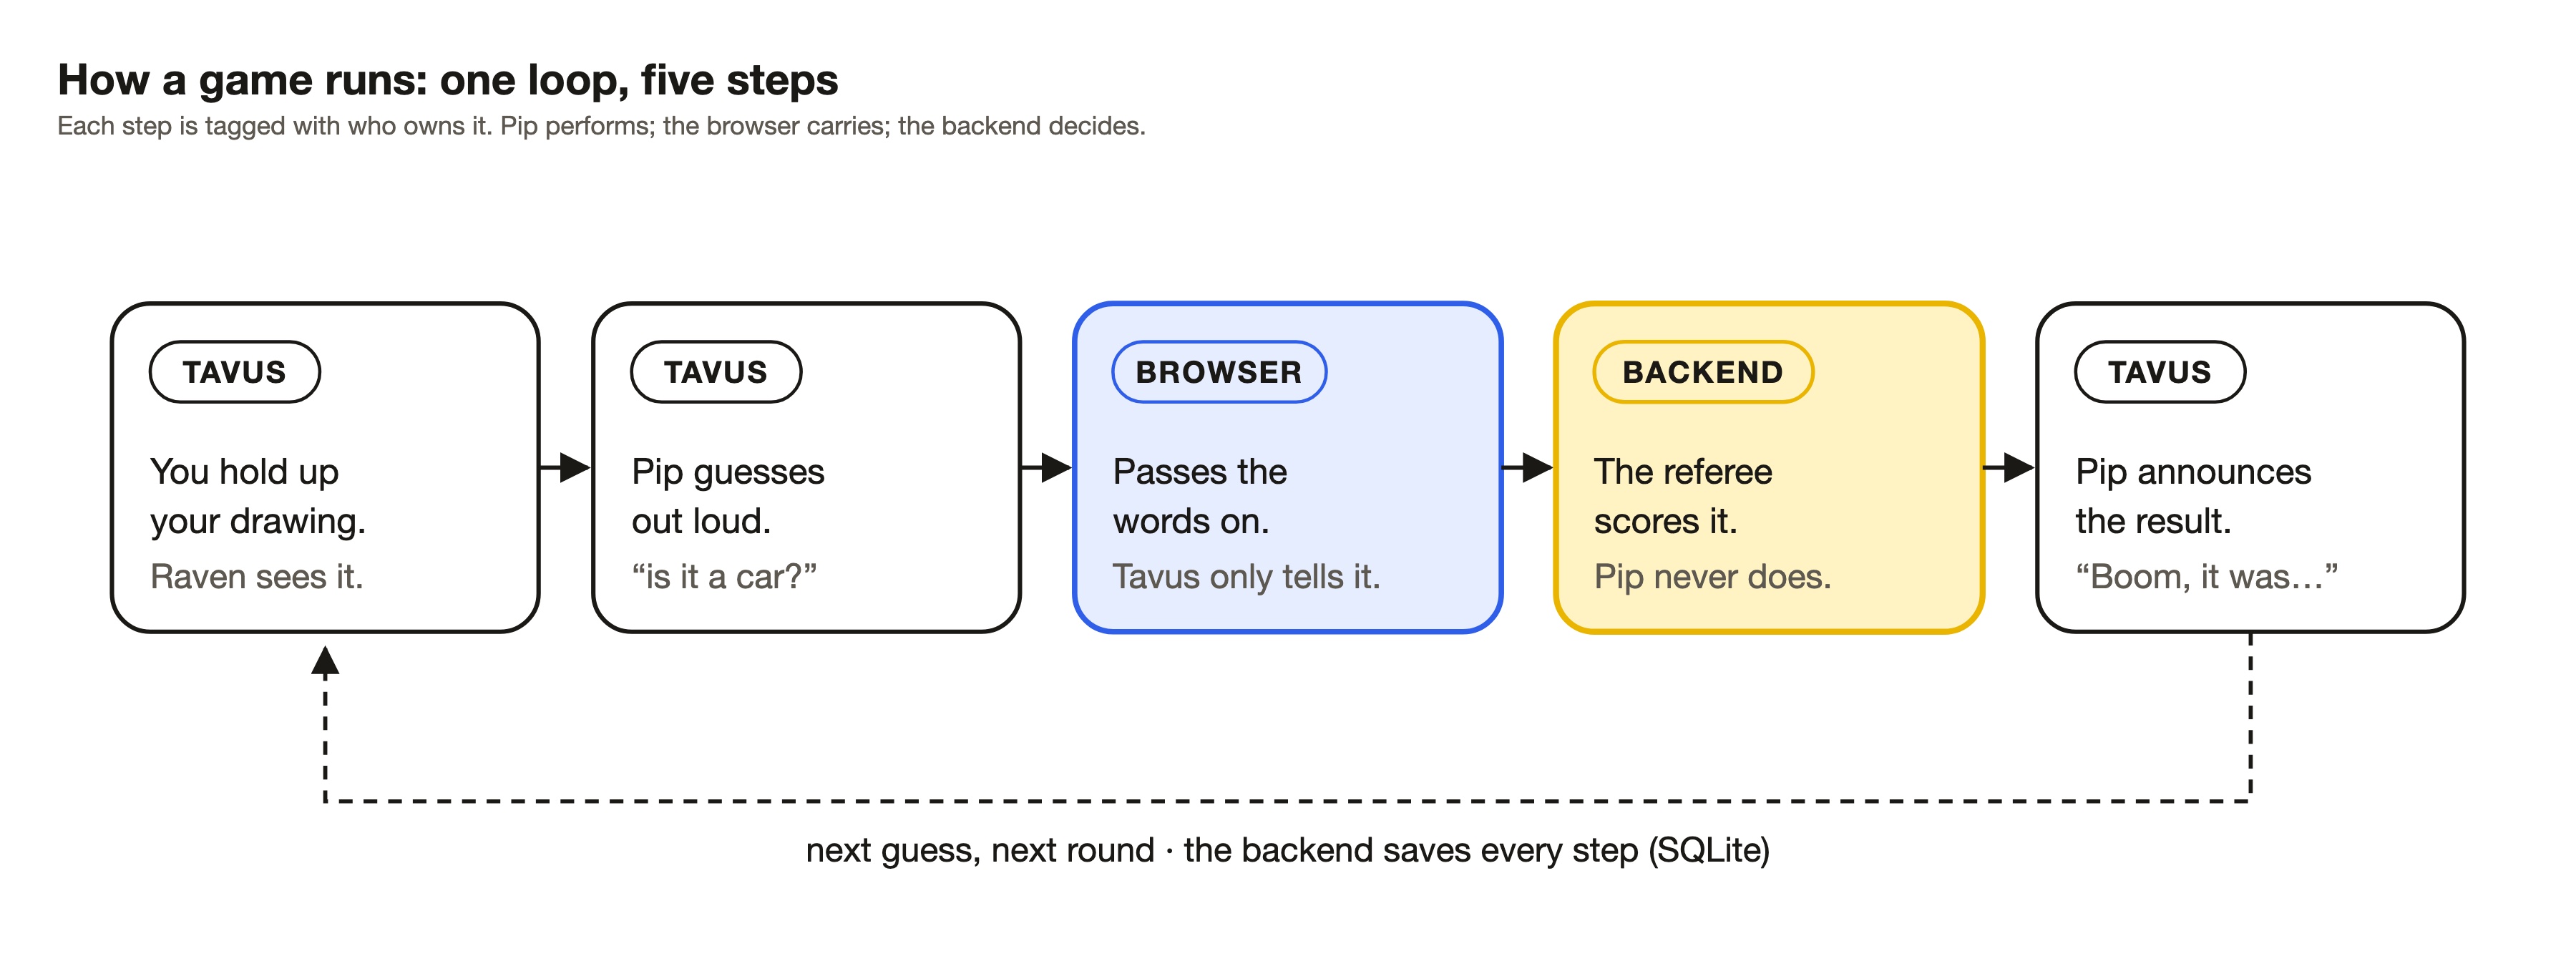 How a game runs: one loop, five steps
Each step is tagged with who owns it. Pip performs; the browser carries; the backend decides.
TAVUS
You hold up
your drawing.
Raven sees it.
TAVUS
Pip guesses
out loud.
“is it a car?”
BROWSER
Passes the
words on.
Tavus only tells it.
BACKEND
The referee
scores it.
Pip never does.
TAVUS
Pip announces
the result.
“Boom, it was...”
next guess, next round · the backend saves every step (SQLite)